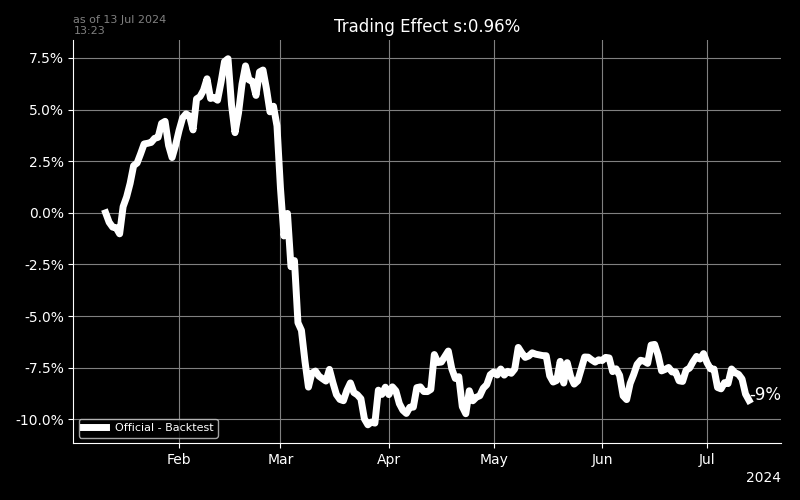 as of 13 Jul 2024
13:23
Trading Effect s:0.96%
7.5%
5.0%
2.5%
0.0%
-2.5%
-5.0%
-7.5%
-10.0%
-9%
Official - Backtest
Feb Mar Apr May Jun Jul
2024